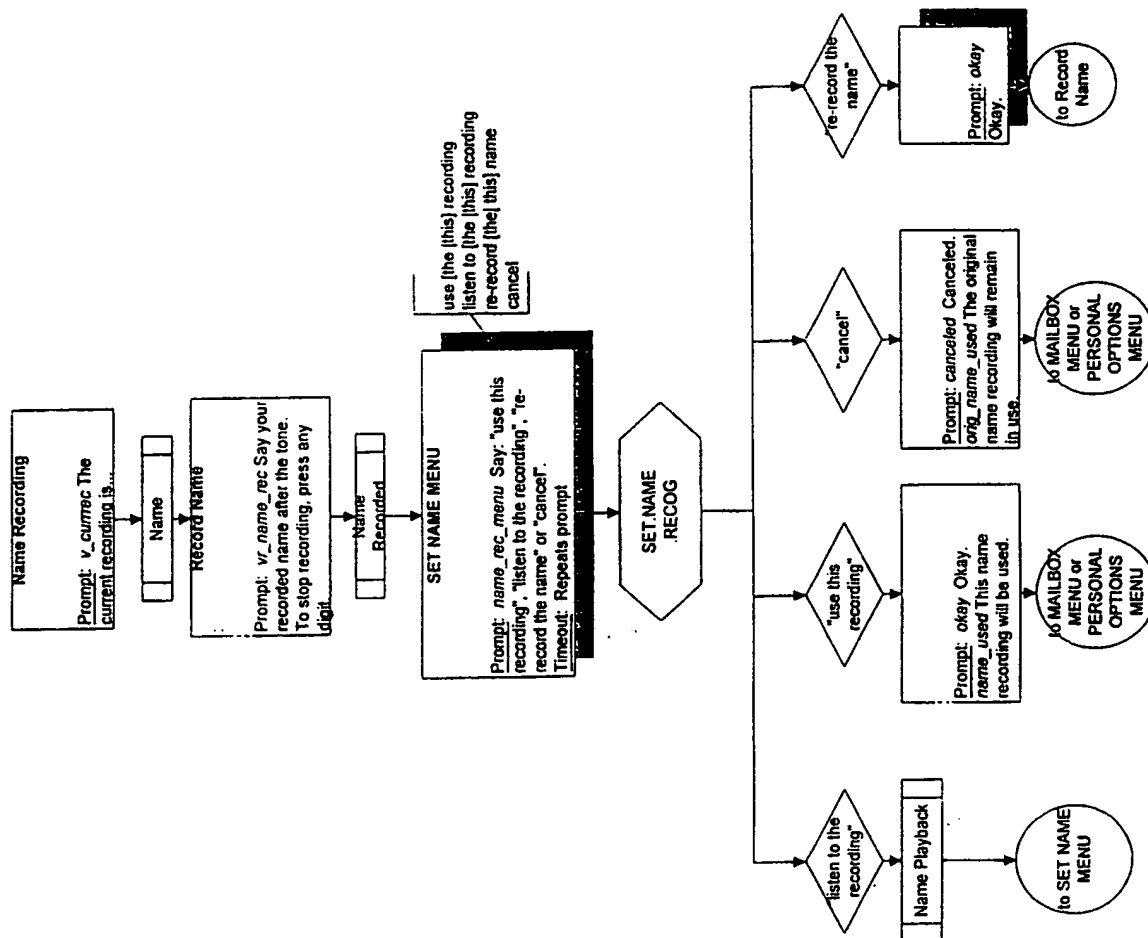 Name Recording
Prompt: v_currrec The
current recording is...
Name
Record Name
Prompt: vr_name_rec Say your
recorded name after the tone.
To stop recording, press any
digit
Name
Recorded
SET NAME MENU
Prompt: name_rec_menu Say: "use this
recording", "listen to the recording", "re-
record the name" or "cancel".
Timeout: Repeats prompt
use [the |this] recording
listen to [the |this] recording
re-record [the| this] name
cancel
SET.NAME
.RECOG
"listen to the
recording"
Name Playback
to SET NAME
MENU
"use this
recording"
Prompt: okay Okay.
name_used This name
recording will be used.
to MAILBOX
MENU or
PERSONAL
OPTIONS
MENU
"cancel"
Prompt: canceled Canceled.
orig_name_used The original
name recording will remain
in use.
to MAILBOX
MENU or
PERSONAL
OPTIONS
MENU
"re-record the
name"
Prompt: okay
Okay.
to Record
Name